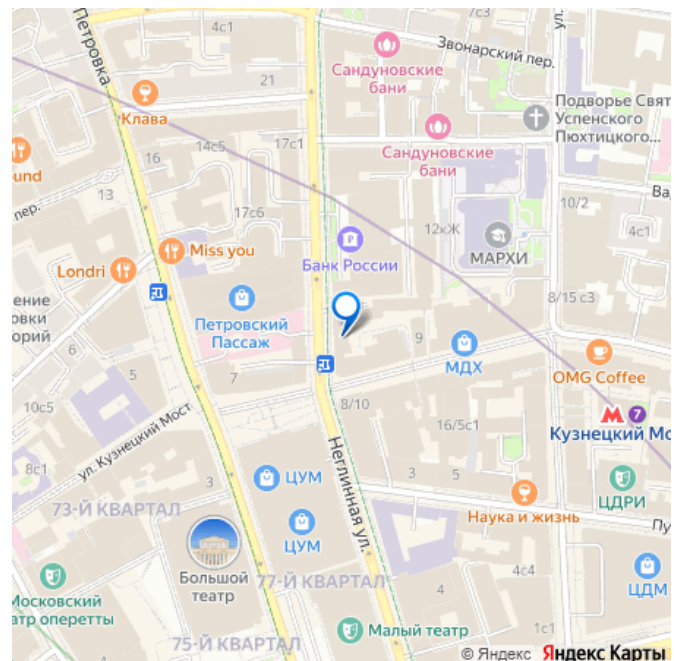 Петровка
4с1
7с3
ул.
Звонарский пер.
Сандуновские
бани
21
Клава
Подворье Свят
Успенского
Пюхтицкого...
17с1
14с5
16
Сандуновские
бани
und
13
Ва
10/2
пер.
17с6
12кЖ
4с1
Miss you
МАРХИ
Банк России
Londri
ение
овки
орий
8/15 с3
Петровский
Пассаж
9
МДХ
5
7
OMG Coffee
8/10
10с5
16/5с1
7
Кузнецкий Мо
ул. Кузнецкий Мост
Неглинная ул.
8с1
ЦУМ
3
5
ЦДРИ
73-Й КВАРТАЛ
Наука и жизнь
Пу
ЦУМ
Большой
театр
77-Й КВАРТАЛ
4с4
ЦДМ
4
Московский
атр оперетты
Малый театр
1с1
75-Й КВАРТАЛ
© Яндекс Яндекс Карты